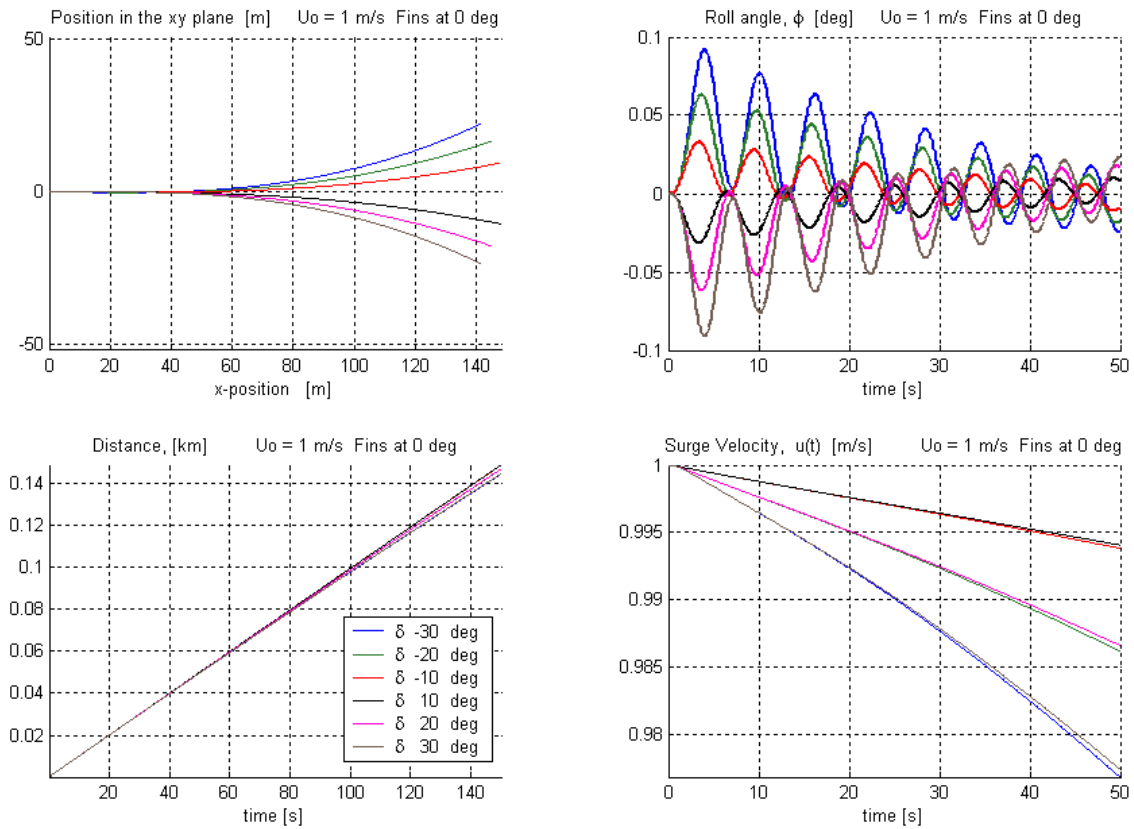 Position in the xy plane [m] Uo = 1 m/s Fins at 0 deg
50
0
-50
0 20 40 60 80 100 120 140
x-position [m]
Roll angle, ϕ [deg] Uo = 1 m/s Fins at 0 deg
0.1
0.05
0
-0.05
-0.1
0 10 20 30 40 50
time [s]
Distance, [km] Uo = 1 m/s Fins at 0 deg
0.14
0.12
0.1
0.08
0.06
0.04
0.02
20 40 60 80 100 120 140
time [s]
δ -30 deg
δ -20 deg
δ -10 deg
δ 10 deg
δ 20 deg
δ 30 deg
Surge Velocity, u(t) [m/s] Uo = 1 m/s Fins at 0 deg
1
0.995
0.99
0.985
0.98
0 10 20 30 40 50
time [s]